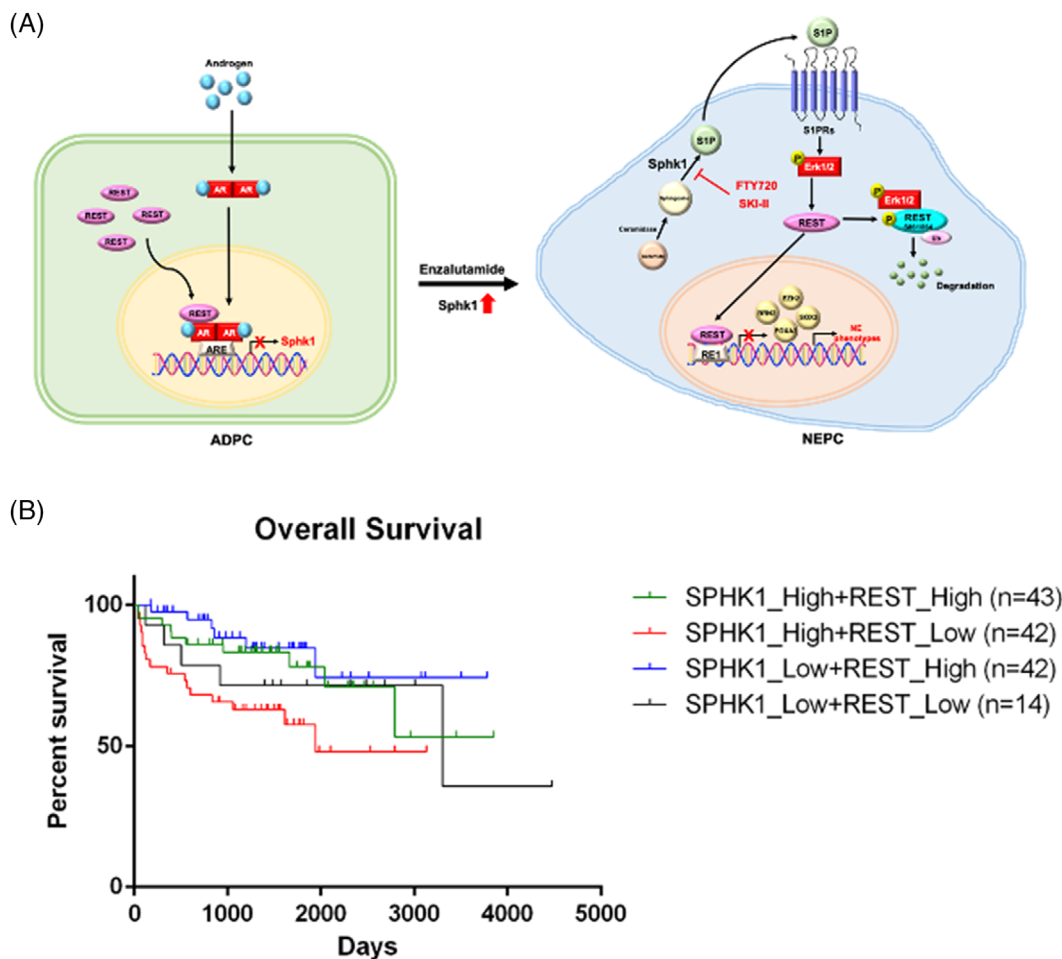 (A)
Androgen
AR AR
REST
REST
REST
REST
REST
AR AR
ARE
Sphk1
ADPC
Enzalutamide
Sphk1
S1P
S1PRs
S1P
Sphk1
FTY720
SKI-II
Ceramidase
P
Erk1/2
REST
P
Erk1/2
P
REST
Degradation
REST
RE1
NE
phenotypes
NEPC
(B)
Overall Survival
Percent survival
100
50
0
0 1000 2000 3000 4000 5000
Days
SPHK1_High+REST_High (n=43)
SPHK1_High+REST_Low (n=42)
SPHK1_Low+REST_High (n=42)
SPHK1_Low+REST_Low (n=14)